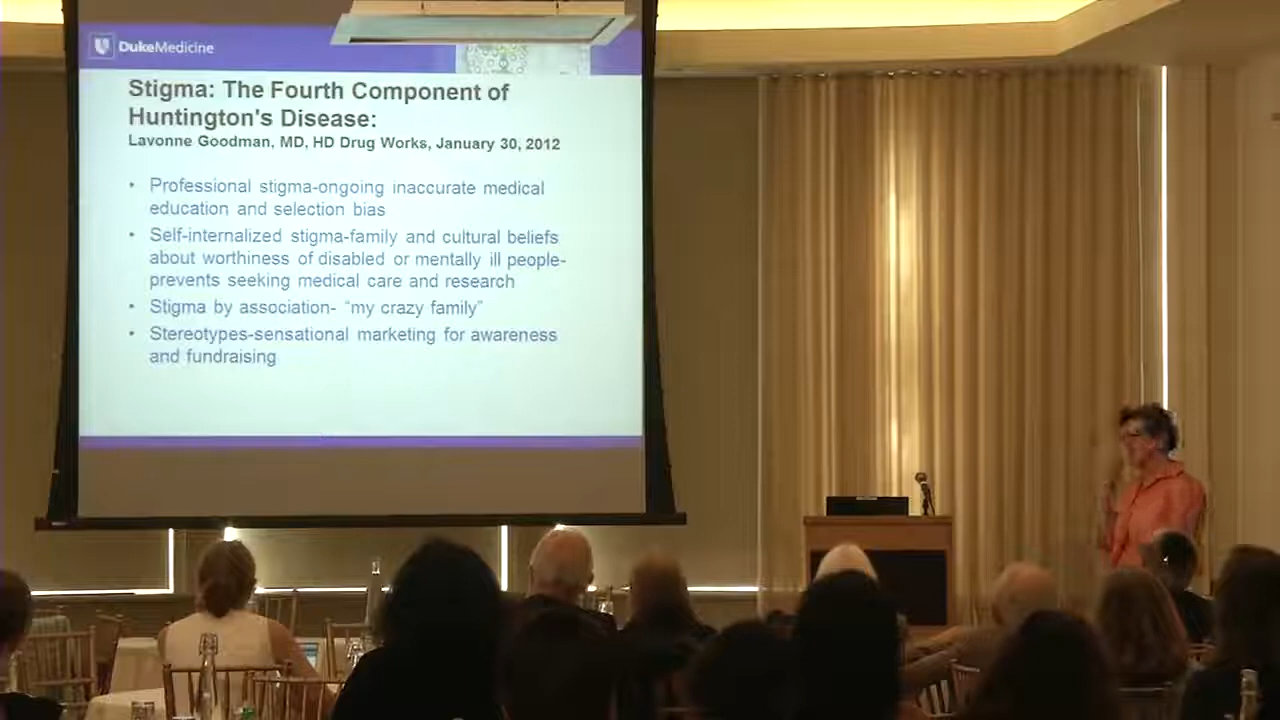 DukeMedicine
Stigma: The Fourth Component of
Huntington's Disease:
Lavonne Goodman, MD, HD Drug Works, January 30, 2012
• Professional stigma-ongoing inaccurate medical
education and selection bias
• Self-internalized stigma-family and cultural beliefs
about worthiness of disabled or mentally ill people-
prevents seeking medical care and research
• Stigma by association- “my crazy family”
• Stereotypes-sensational marketing for awareness
and fundraising